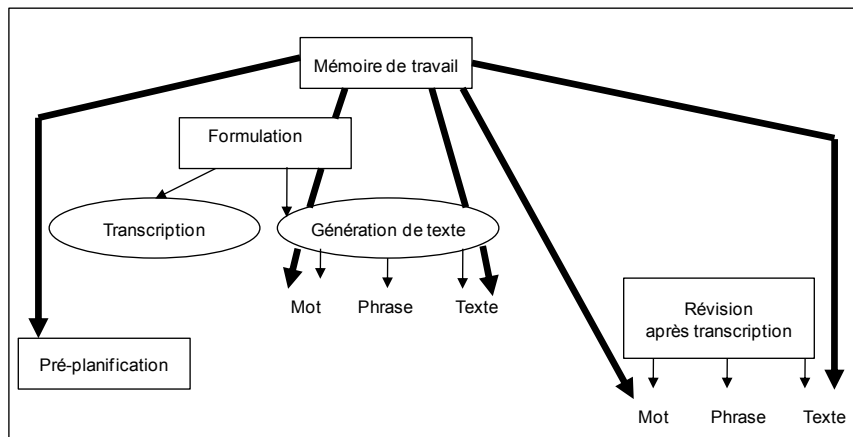 Mémoire de travail
Formulation
Transcription
Génération de texte
Mot
Phrase
Texte
Révision
après transcription
Pré-planification
Mot
Phrase
Texte